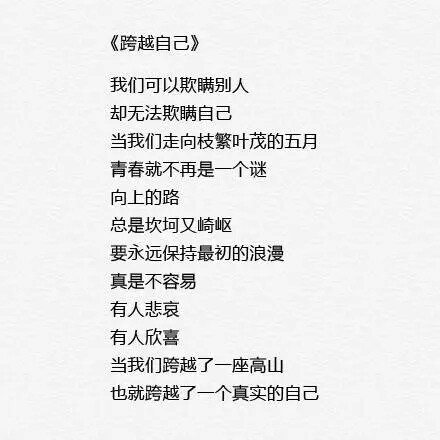 《跨越自己》
我们可以欺瞒别人
却无法欺瞒自己
当我们走向枝繁叶茂的五月
青春就不再是一个谜
向上的路
总是坎坷又崎岖
要永远保持最初的浪漫
真是不容易
有人悲哀
有人欣喜
当我们跨越了一座高山
也就跨越了一个真实的自己